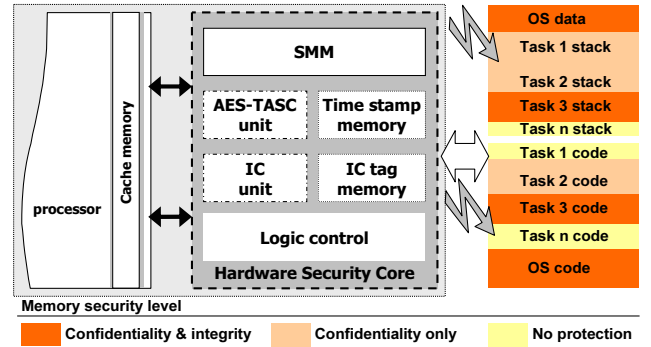 processor
Cache memory
SMM
AES-TASC
unit
Time stamp
memory
IC
unit
IC tag
memory
Logic control
Hardware Security Core
OS data
Task 1 stack
Task 2 stack
Task 3 stack
Task n stack
Task 1 code
Task 2 code
Task 3 code
Task n code
OS code
Memory security level
Confidentiality & integrity
Confidentiality only
No protection